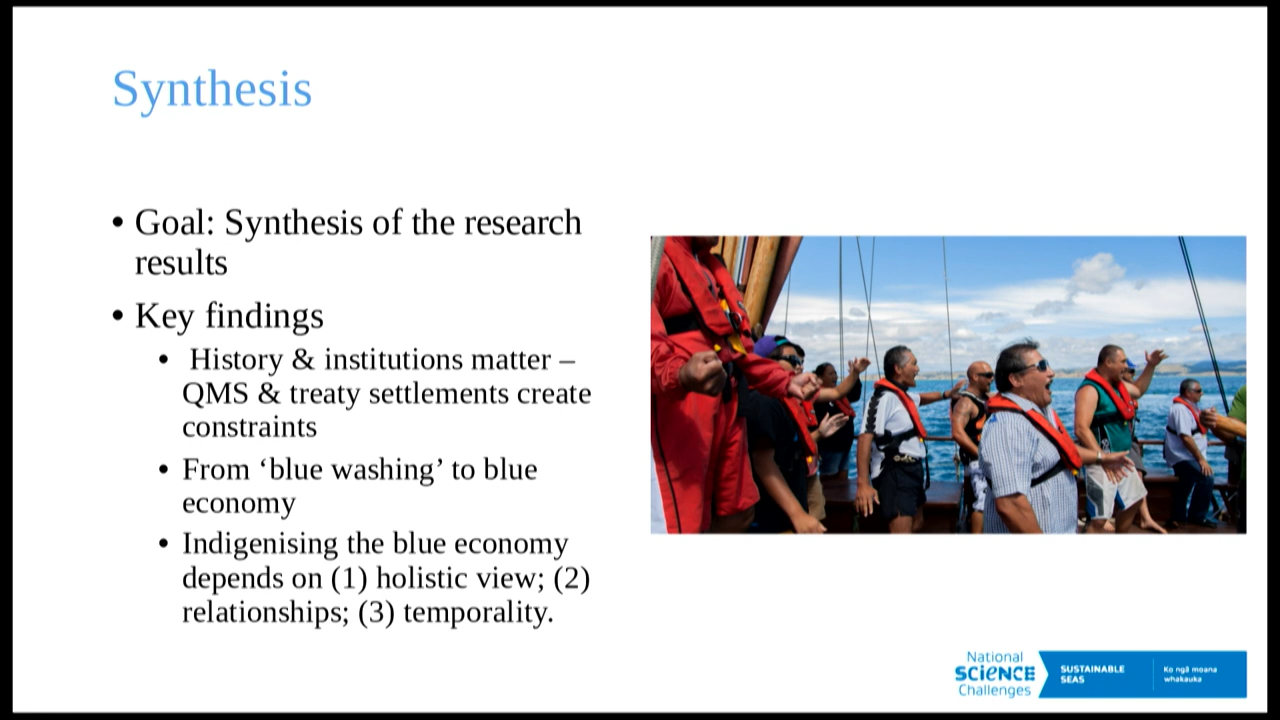 Synthesis
• Goal: Synthesis of the research
results
• Key findings
• History & institutions matter –
QMS & treaty settlements create
constraints
• From ‘blue washing’ to blue
economy
• Indigenising the blue economy
depends on (1) holistic view; (2)
relationships; (3) temporality.
National
SCIENCE
Challenges
SUSTAINABLE
SEAS
Ko ngā moana
whakauka